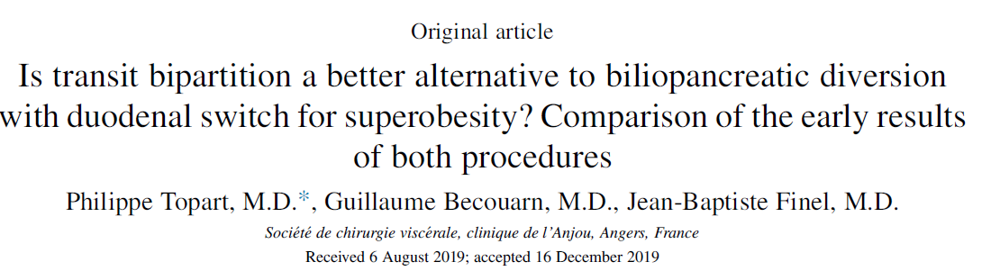 Original article
Is transit bipartition a better alternative to biliopancreatic diversion
with duodenal switch for superobesity? Comparison of the early results
of both procedures
Philippe Topart, M.D.*, Guillaume Becouarn, M.D., Jean-Baptiste Finel, M.D.
Société de chirurgie viscérale, clinique de l'Anjou, Angers, France
Received 6 August 2019; accepted 16 December 2019